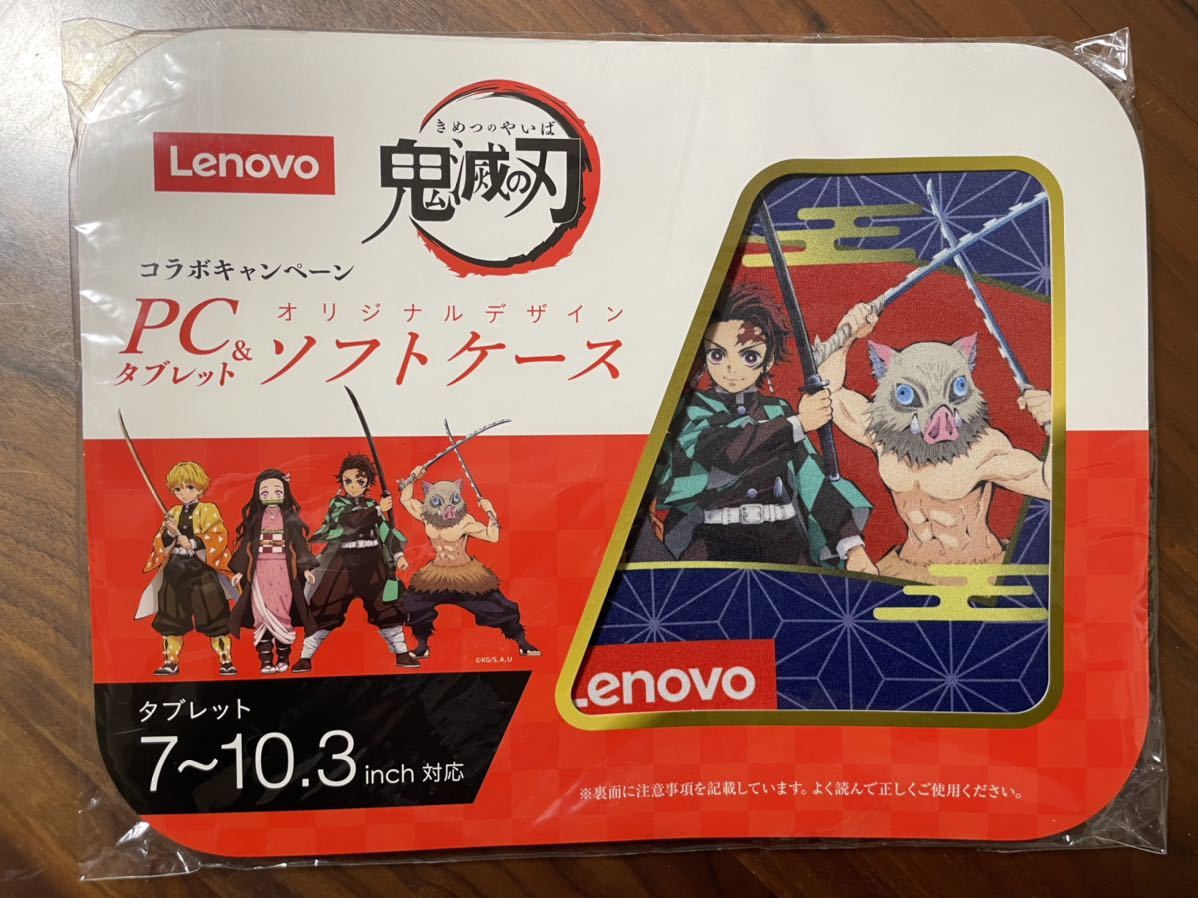 Lenovo
きめつのやいば
鬼滅の刃
コラボキャンペーン
オリジナルデザイン
PC&
タブレット
ソフトケース
©KG/S, A, U
タブレット
7~10.3 inch 対応
Lenovo
※裏面に注意事項を記載しています。よく読んで正しくご使用ください。